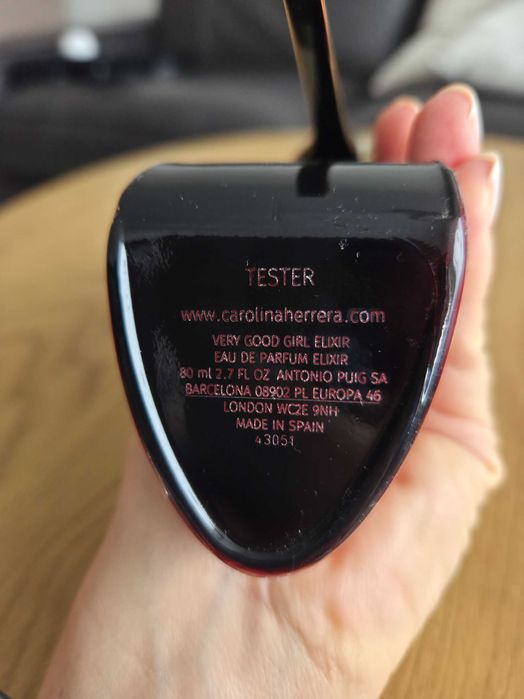 TESTER
www.carolinaherrera.com
VERY GOOD GIRL ELIXIR
EAU DE PARFUM ELIXIR
80 ml 2.7 FL OZ ANTONIO PUIG SA
BARCELONA 08902 PL EUROPA 46
LONDON WC2E 9NH
MADE IN SPAIN
43051